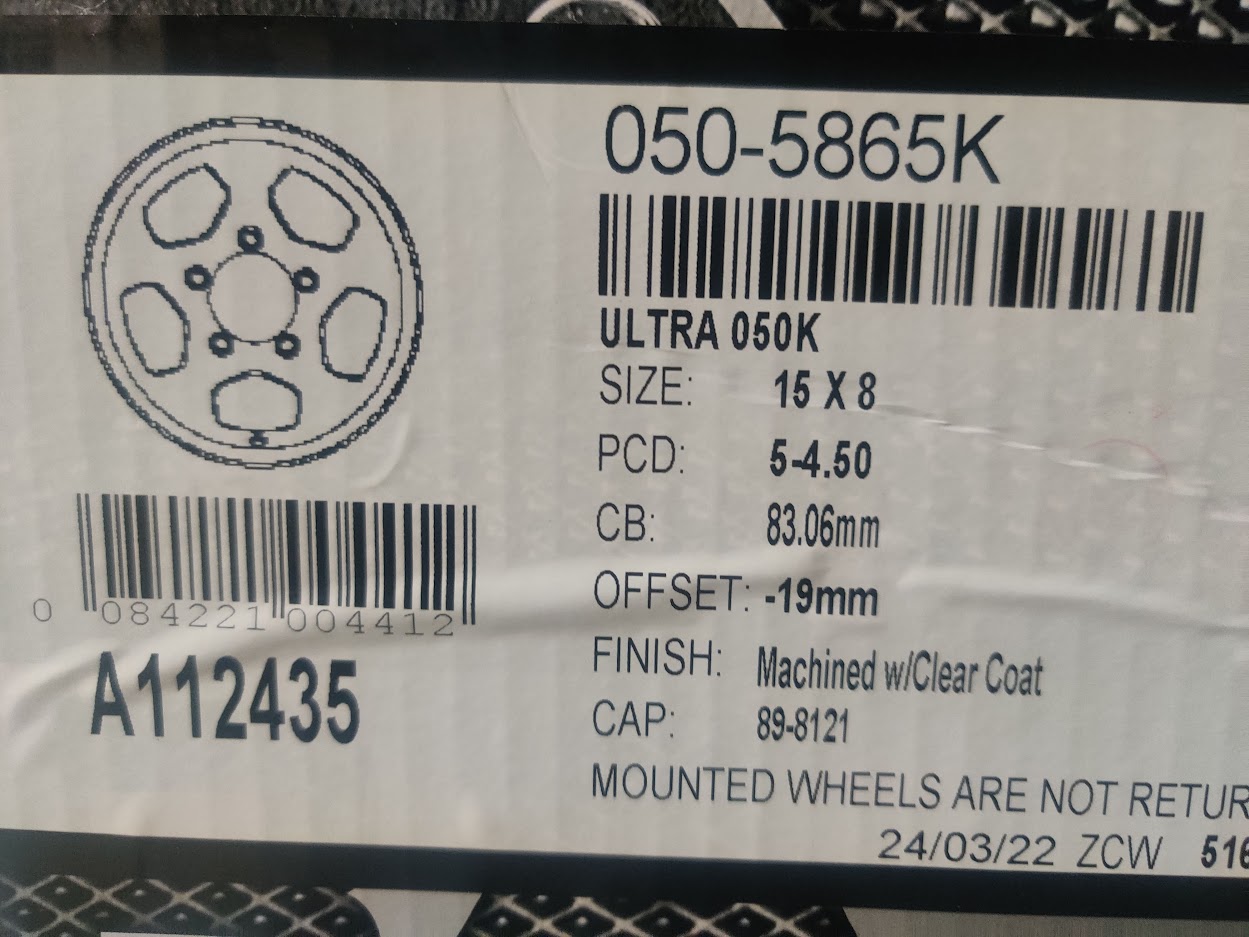 050-5865K
ULTRA 050K
SIZE: 15 X 8
PCD: 5-4.50
CB: 83.06mm
OFFSET: -19mm
FINISH: Machined w/Clear Coat
CAP: 89-8121
MOUNTED WHEELS ARE NOT RETUR
24/03/22 ZCW 516
0 084221 004412
A112435